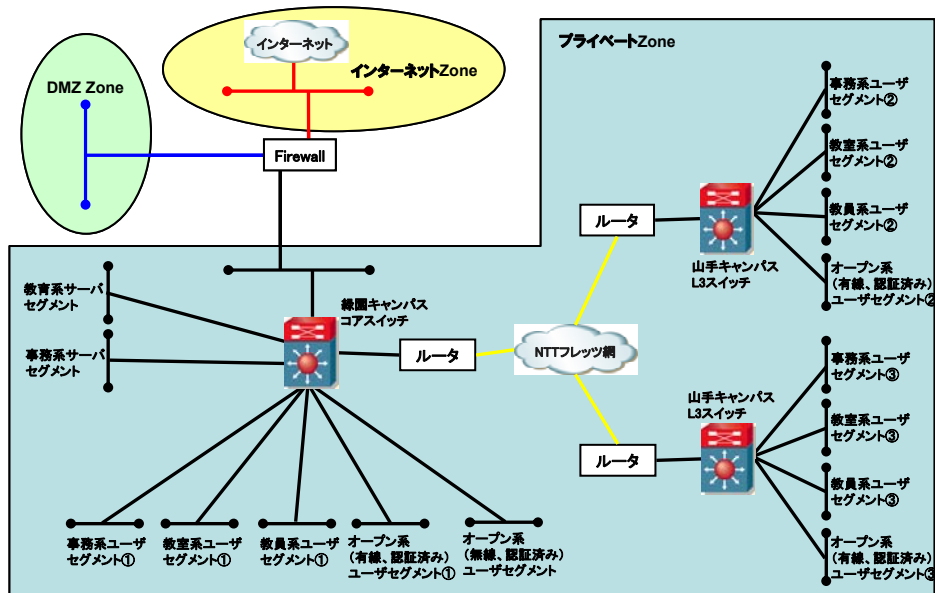 インターネット
インターネットZone
DMZ Zone
Firewall
プライベートZone
事務系ユーザ
セグメント②
教室系ユーザ
セグメント②
教員系ユーザ
セグメント②
オープン系
(有線、認証済み)
ユーザセグメント②
ルータ
山手キャンパス
L3スイッチ
教育系サーバ
セグメント
事務系サーバ
セグメント
緑園キャンパス
コアスイッチ
ルータ
NTTフレッツ網
山手キャンパス
L3スイッチ
ルータ
事務系ユーザ
セグメント③
教室系ユーザ
セグメント③
教員系ユーザ
セグメント③
オープン系
(有線、認証済み)
ユーザセグメント③
事務系ユーザ
セグメント①
教室系ユーザ
セグメント①
教員系ユーザ
セグメント①
オープン系
(有線、認証済み)
ユーザセグメント①
オープン系
(無線、認証済み)
ユーザセグメント